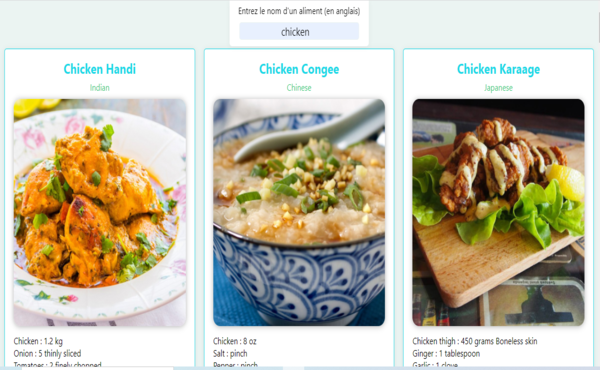 Entrez le nom d'un aliment (en anglais)
chicken
Chicken Handi
Indian
Chicken : 1.2 kg
Onion : 5 thinly sliced
Tomatoes : 2 finely chopped
Chicken Congee
Chinese
Chicken : 8 oz
Salt : pinch
Pepper : pinch
Chicken Karaage
Japanese
Chicken thigh : 450 grams Boneless skin
Ginger : 1 tablespoon
Garlic : 1 clove